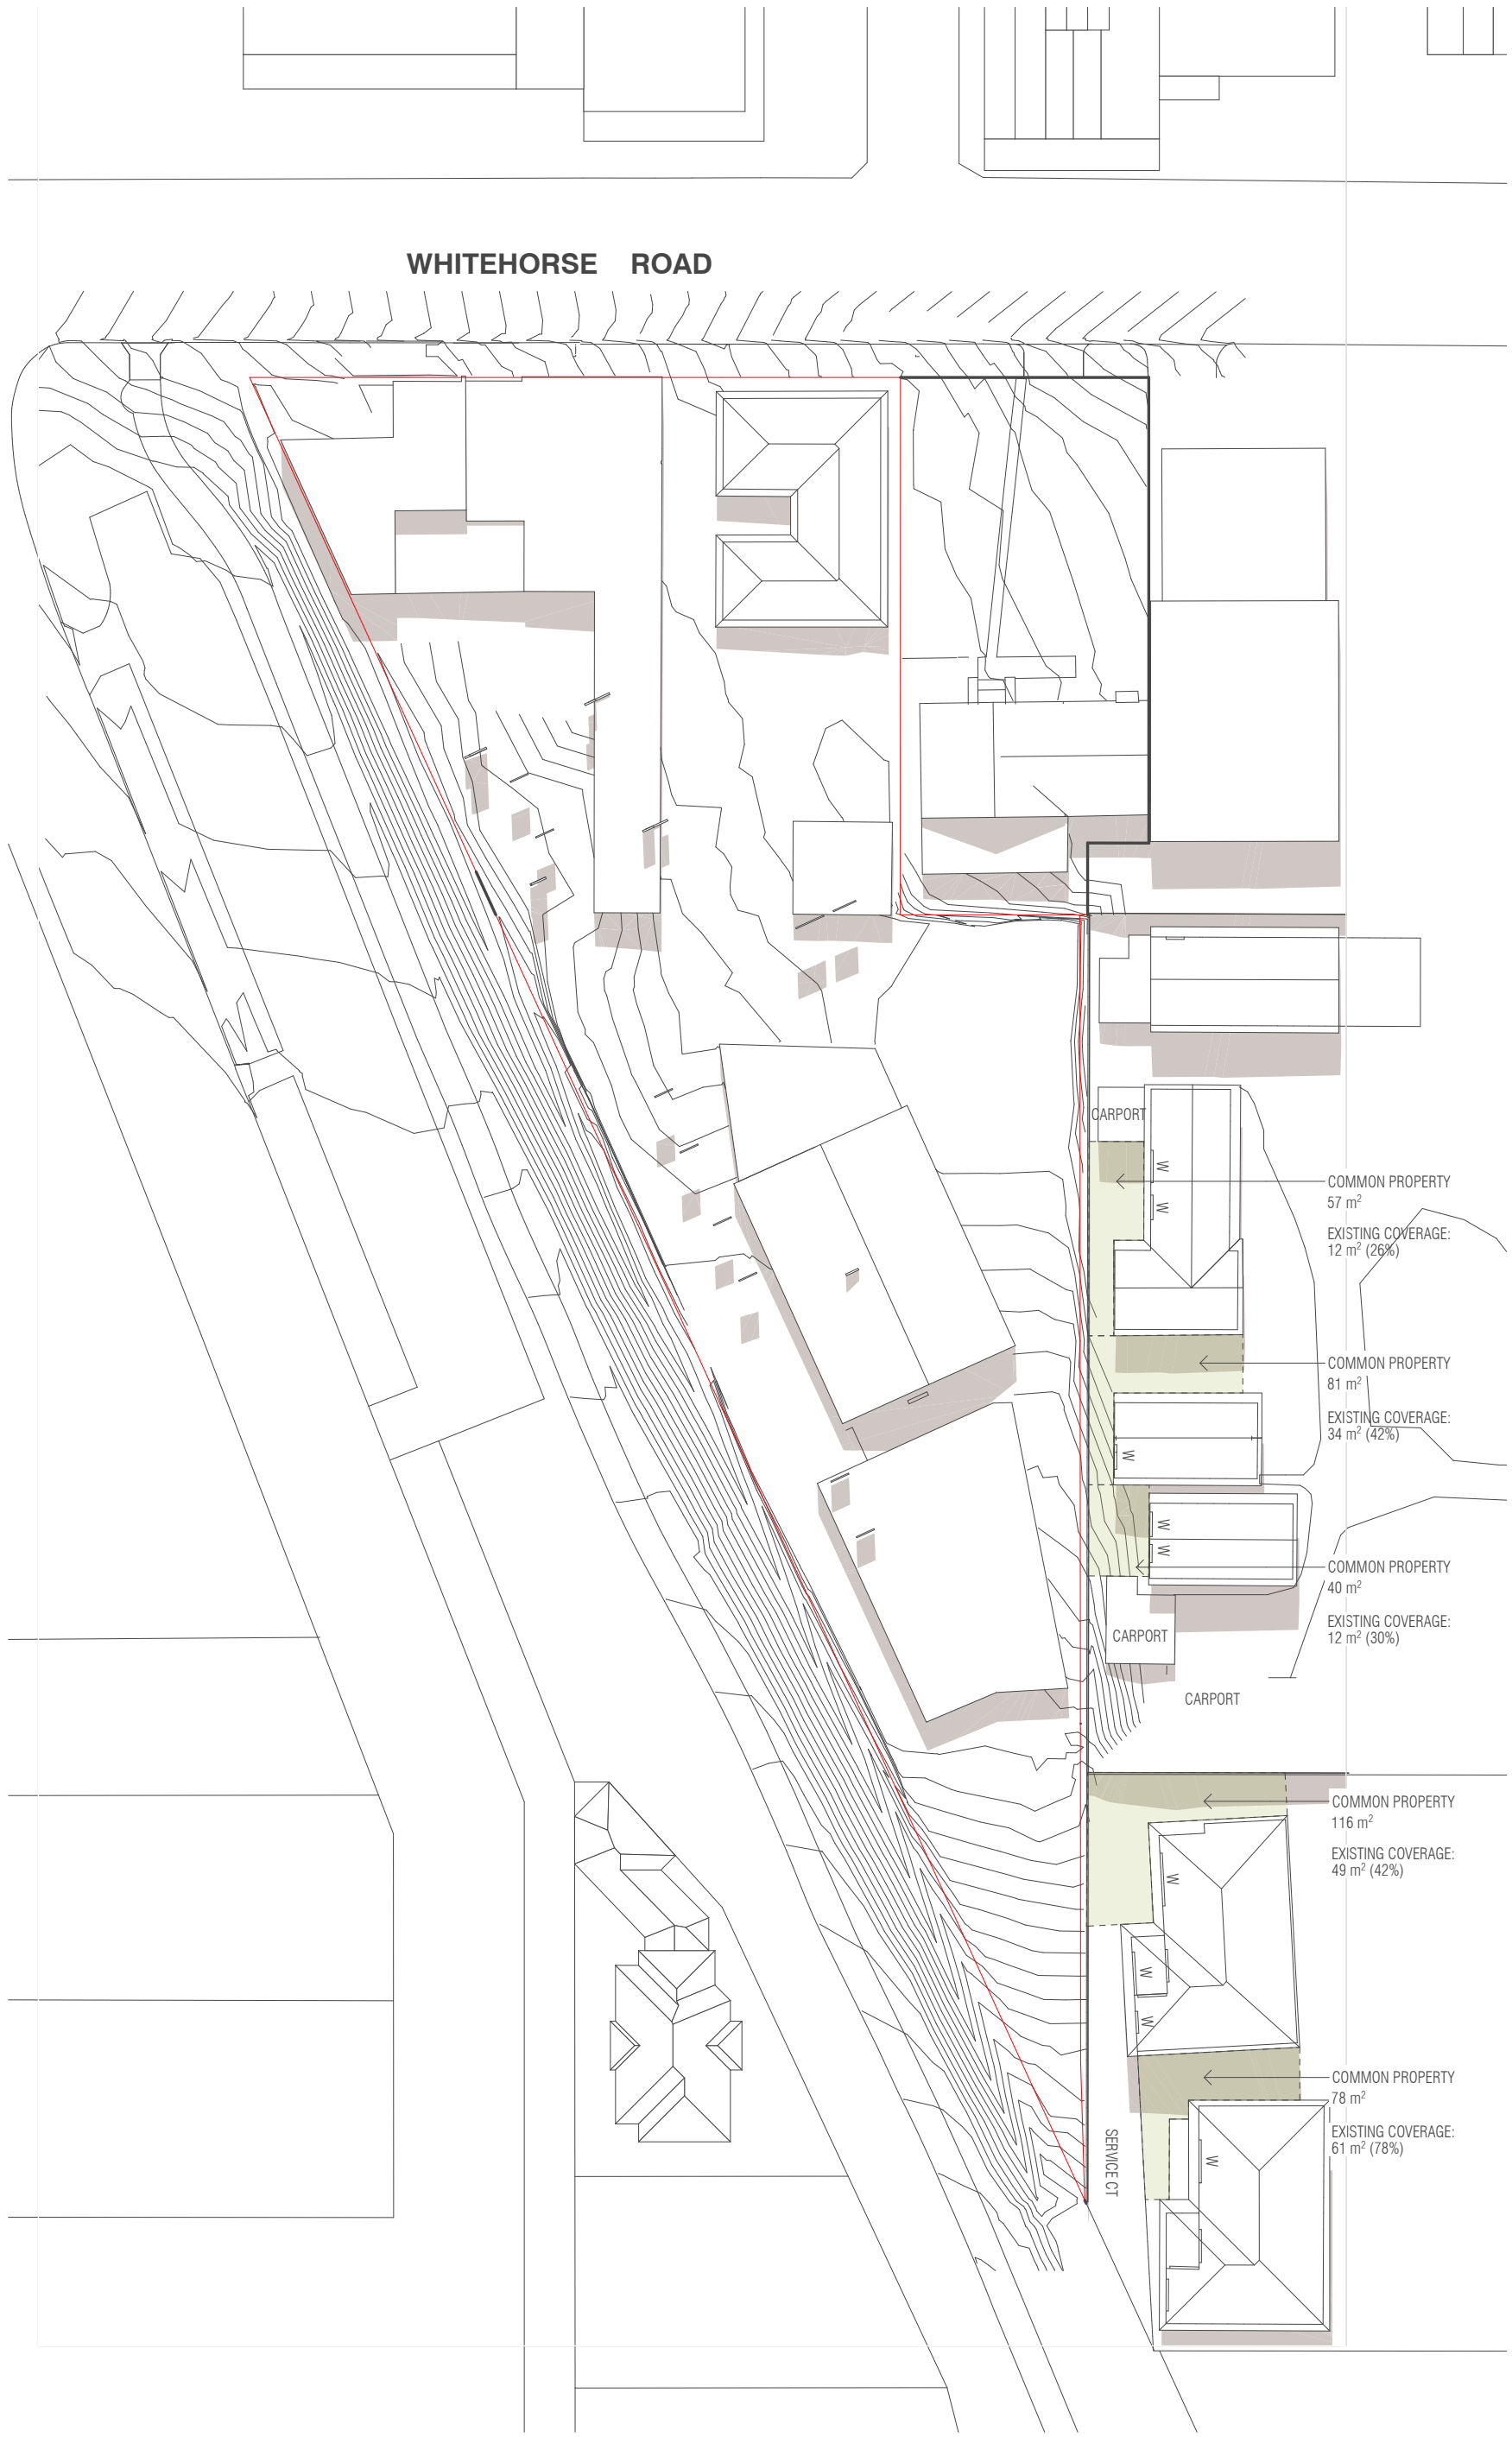 WHITEHORSE ROAD
CARPORT
W
W
COMMON PROPERTY
57 m²
EXISTING COVERAGE:
12 m² (26%)
COMMON PROPERTY
81 m²
EXISTING COVERAGE:
34 m² (42%)
W
W
W
COMMON PROPERTY
40 m²
EXISTING COVERAGE:
12 m² (30%)
CARPORT
CARPORT
COMMON PROPERTY
116 m²
EXISTING COVERAGE:
49 m² (42%)
W
W
W
COMMON PROPERTY
78 m²
EXISTING COVERAGE:
61 m² (78%)
SERVICE CT
W